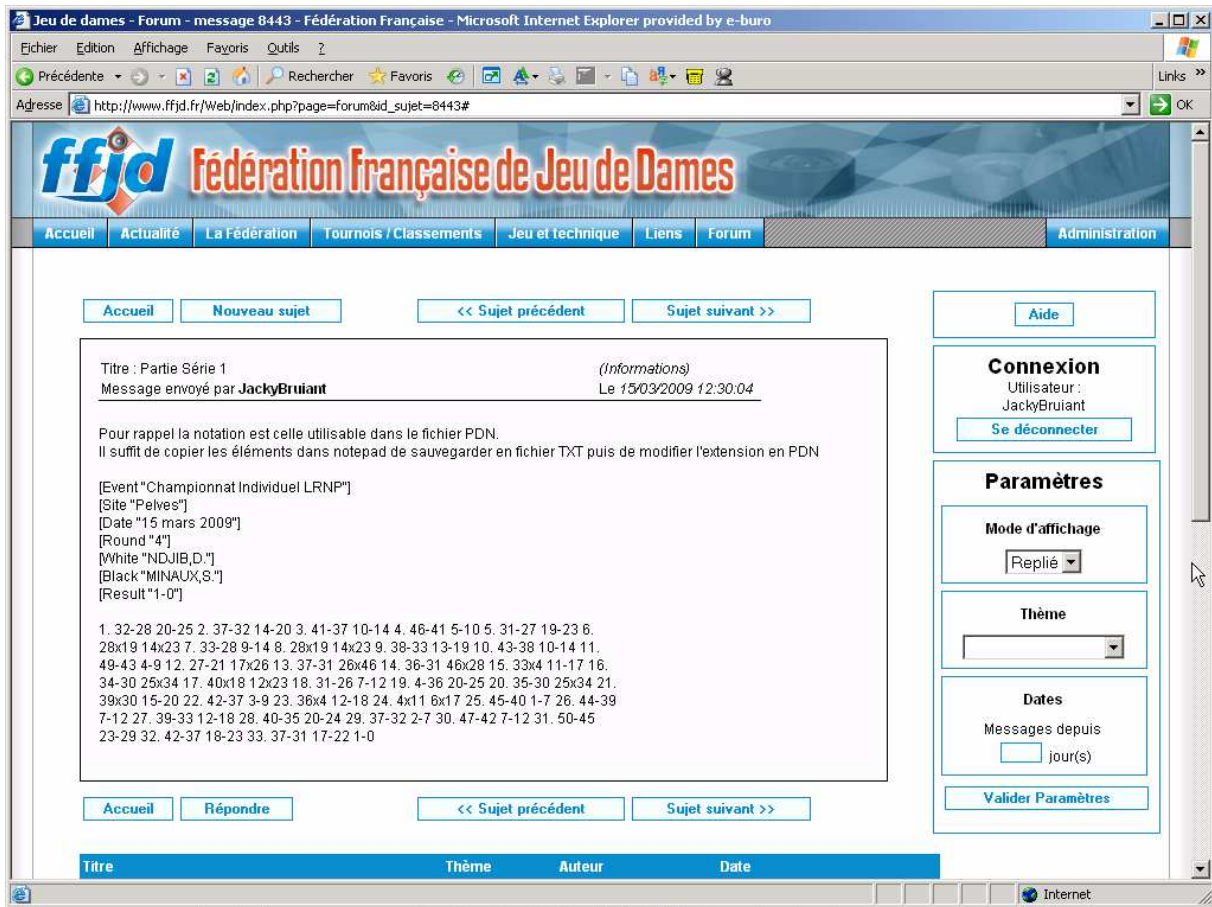 Jeu de dames - Forum - message 8443 - Fédération Française - Microsoft Internet Explorer provided by e-buro
Fichier Edition Affichage Favoris Outils ?
Précédente Rechercher Favoris Links »
Adresse http://www.ffjd.fr/Web/index.php?page=forum&id_sujet=8443# OK
ffjd Fédération Française de Jeu de Dames
Accueil Actualité La Fédération Tournois / Classements Jeu et technique Liens Forum Administration
Accueil Nouveau sujet << Sujet précédent Sujet suivant >>
Aide
Titre : Partie Série 1 (Informations)
Message envoyé par JackyBruiant Le 15/03/2009 12:30:04
Connexion
Utilisateur :
JackyBruiant
Se déconnecter
Pour rappel la notation est celle utilisable dans le fichier PDN.
Il suffit de copier les éléments dans notepad de sauvegarder en fichier TXT puis de modifier l'extension en PDN
[Event "Championnat Individuel LRNP"]
[Site "Pelves"]
[Date "15 mars 2009"]
[Round "4"]
[White "NDJIB,D."]
[Black "MINAUX,S."]
[Result "1-0"]
1. 32-28 20-25 2. 37-32 14-20 3. 41-37 10-14 4. 46-41 5-10 5. 31-27 19-23 6.
28x19 14x23 7. 33-28 9-14 8. 28x19 14x23 9. 38-33 13-19 10. 43-38 10-14 11.
49-43 4-9 12. 27-21 17x26 13. 37-31 26x46 14. 36-31 46x28 15. 33x4 11-17 16.
34-30 25x34 17. 40x18 12x23 18. 31-26 7-12 19. 4-36 20-25 20. 35-30 25x34 21.
39x30 15-20 22. 42-37 3-9 23. 36x4 12-18 24. 4x11 6x17 25. 45-40 1-7 26. 44-39
7-12 27. 39-33 12-18 28. 40-35 20-24 29. 37-32 2-7 30. 47-42 7-12 31. 50-45
23-29 32. 42-37 18-23 33. 37-31 17-22 1-0
Paramètres
Mode d'affichage
Replié
Thème
Dates
Messages depuis
jour(s)
Valider Paramètres
Accueil Répondre << Sujet précédent Sujet suivant >>
Titre Thème Auteur Date
Internet